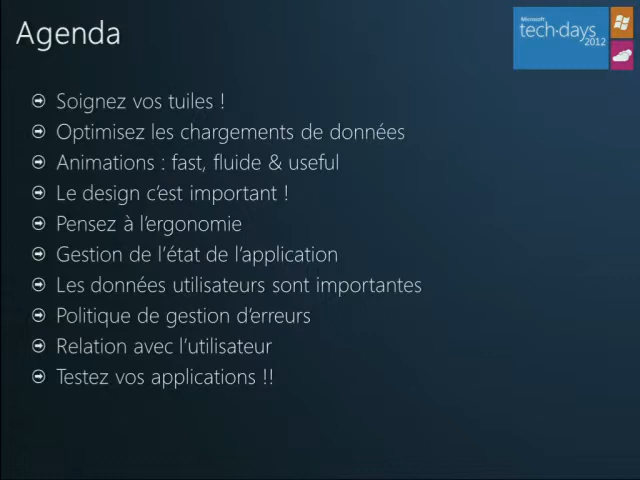 Agenda
Microsoft
tech·days
2012
Soignez vos tuiles !
Optimisez les chargements de données
Animations : fast, fluide & useful
Le design c'est important !
Pensez à l'ergonomie
Gestion de l'état de l'application
Les données utilisateurs sont importantes
Politique de gestion d'erreurs
Relation avec l'utilisateur
Testez vos applications !!